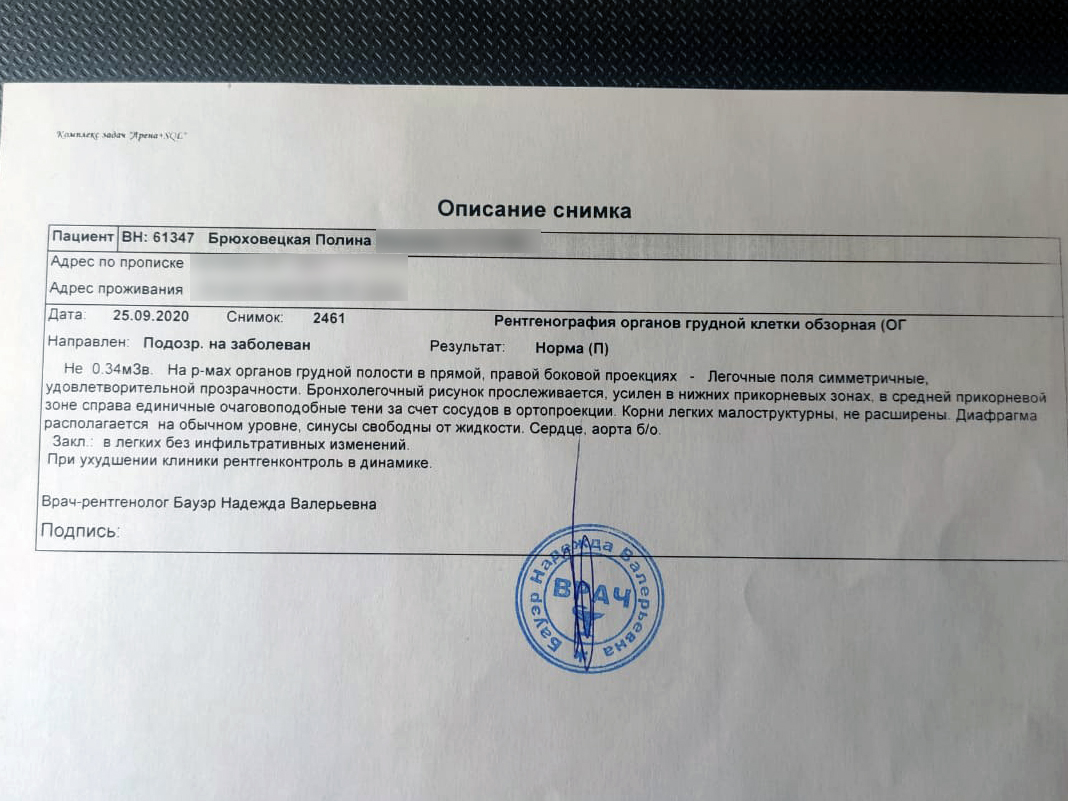 Комплекс задач "Арена+SQL"
Описание снимка
Пациент ВН: 61347 Брюховецкая Полина
Адрес по прописке
Адрес проживания
Дата: 25.09.2020 Снимок: 2461 Рентгенография органов грудной клетки обзорная (ОГ
Направлен: Подозр. на заболеван Результат: Норма (П)
Не 0.34мЗв. На р-мах органов грудной полости в прямой, правой боковой проекциях - Легочные поля симметричные,
удовлетворительной прозрачности. Бронхолегочный рисунок прослеживается, усилен в нижних прикорневых зонах, в средней прикорневой
зоне справа единичные очаговоподобные тени за счет сосудов в ортопроекции. Корни легких малоструктурны, не расширены. Диафрагма
располагается на обычном уровне, синусы свободны от жидкости. Сердце, аорта б/о.
Закл.: в легких без инфильтративных изменений.
При ухудшении клиники рентгенконтроль в динамике.
Врач-рентгенолог Бауэр Надежда Валерьевна
Подпись:
Бауэр Надежда Валерьевна
ВРАЧ